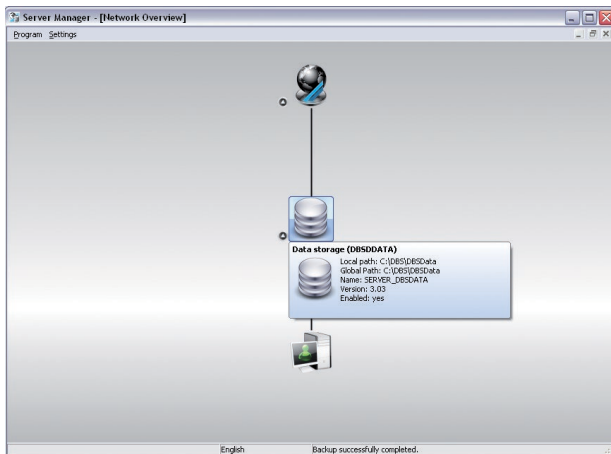 Server Manager - [Network Overview]
Program Settings
Data storage (DBSDDATA)
Local path: C:\DBS\DBSData
Global Path: C:\DBS\DBSData
Name: SERVER_DBSDATA
Version: 3.03
Enabled: yes
English
Backup successfully completed.